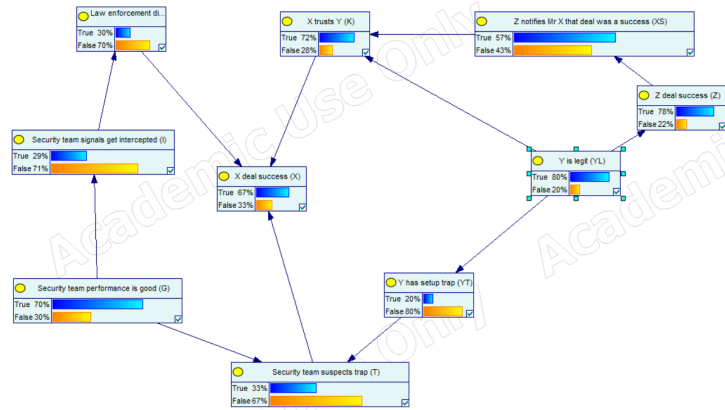 Law enforcement di...
True 30%
False 70%
X trusts Y (K)
True 72%
False 28%
Z notifies Mr X that deal was a success (XS)
True 57%
False 43%
Z deal success (Z)
True 78%
False 22%
Security team signals get intercepted (I)
True 29%
False 71%
X deal success (X)
True 67%
False 33%
Y is legit (YL)
True 80%
False 20%
Security team performance is good (G)
True 70%
False 30%
Y has setup trap (YT)
True 20%
False 80%
Security team suspects trap (T)
True 33%
False 67%
Academic Use Only
Academi
Only